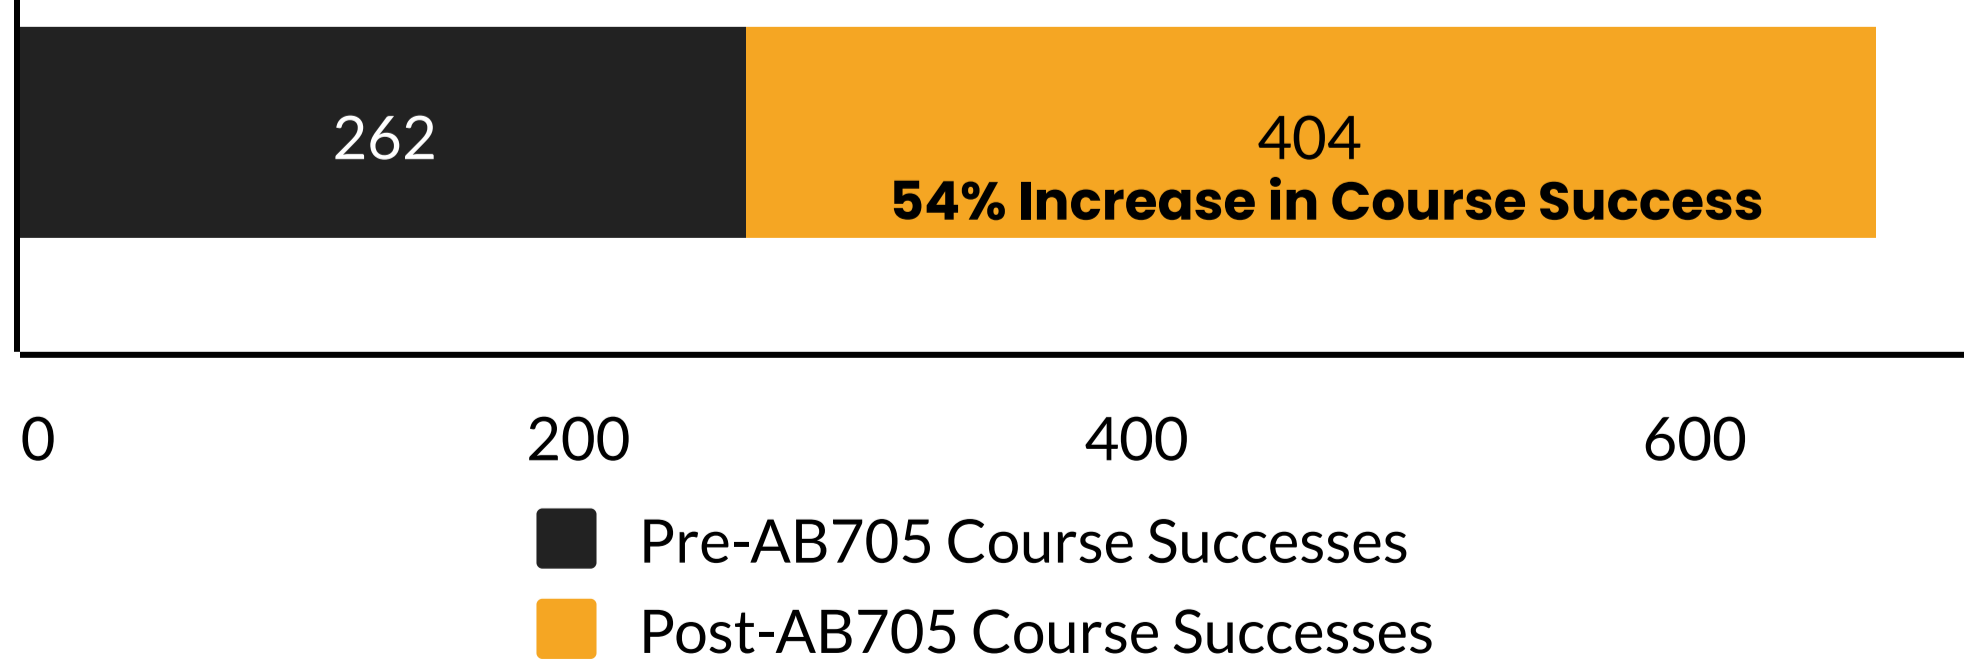 262
404
54% Increase in Course Success
0 200 400 600
Pre-AB705 Course Successes
Post-AB705 Course Successes